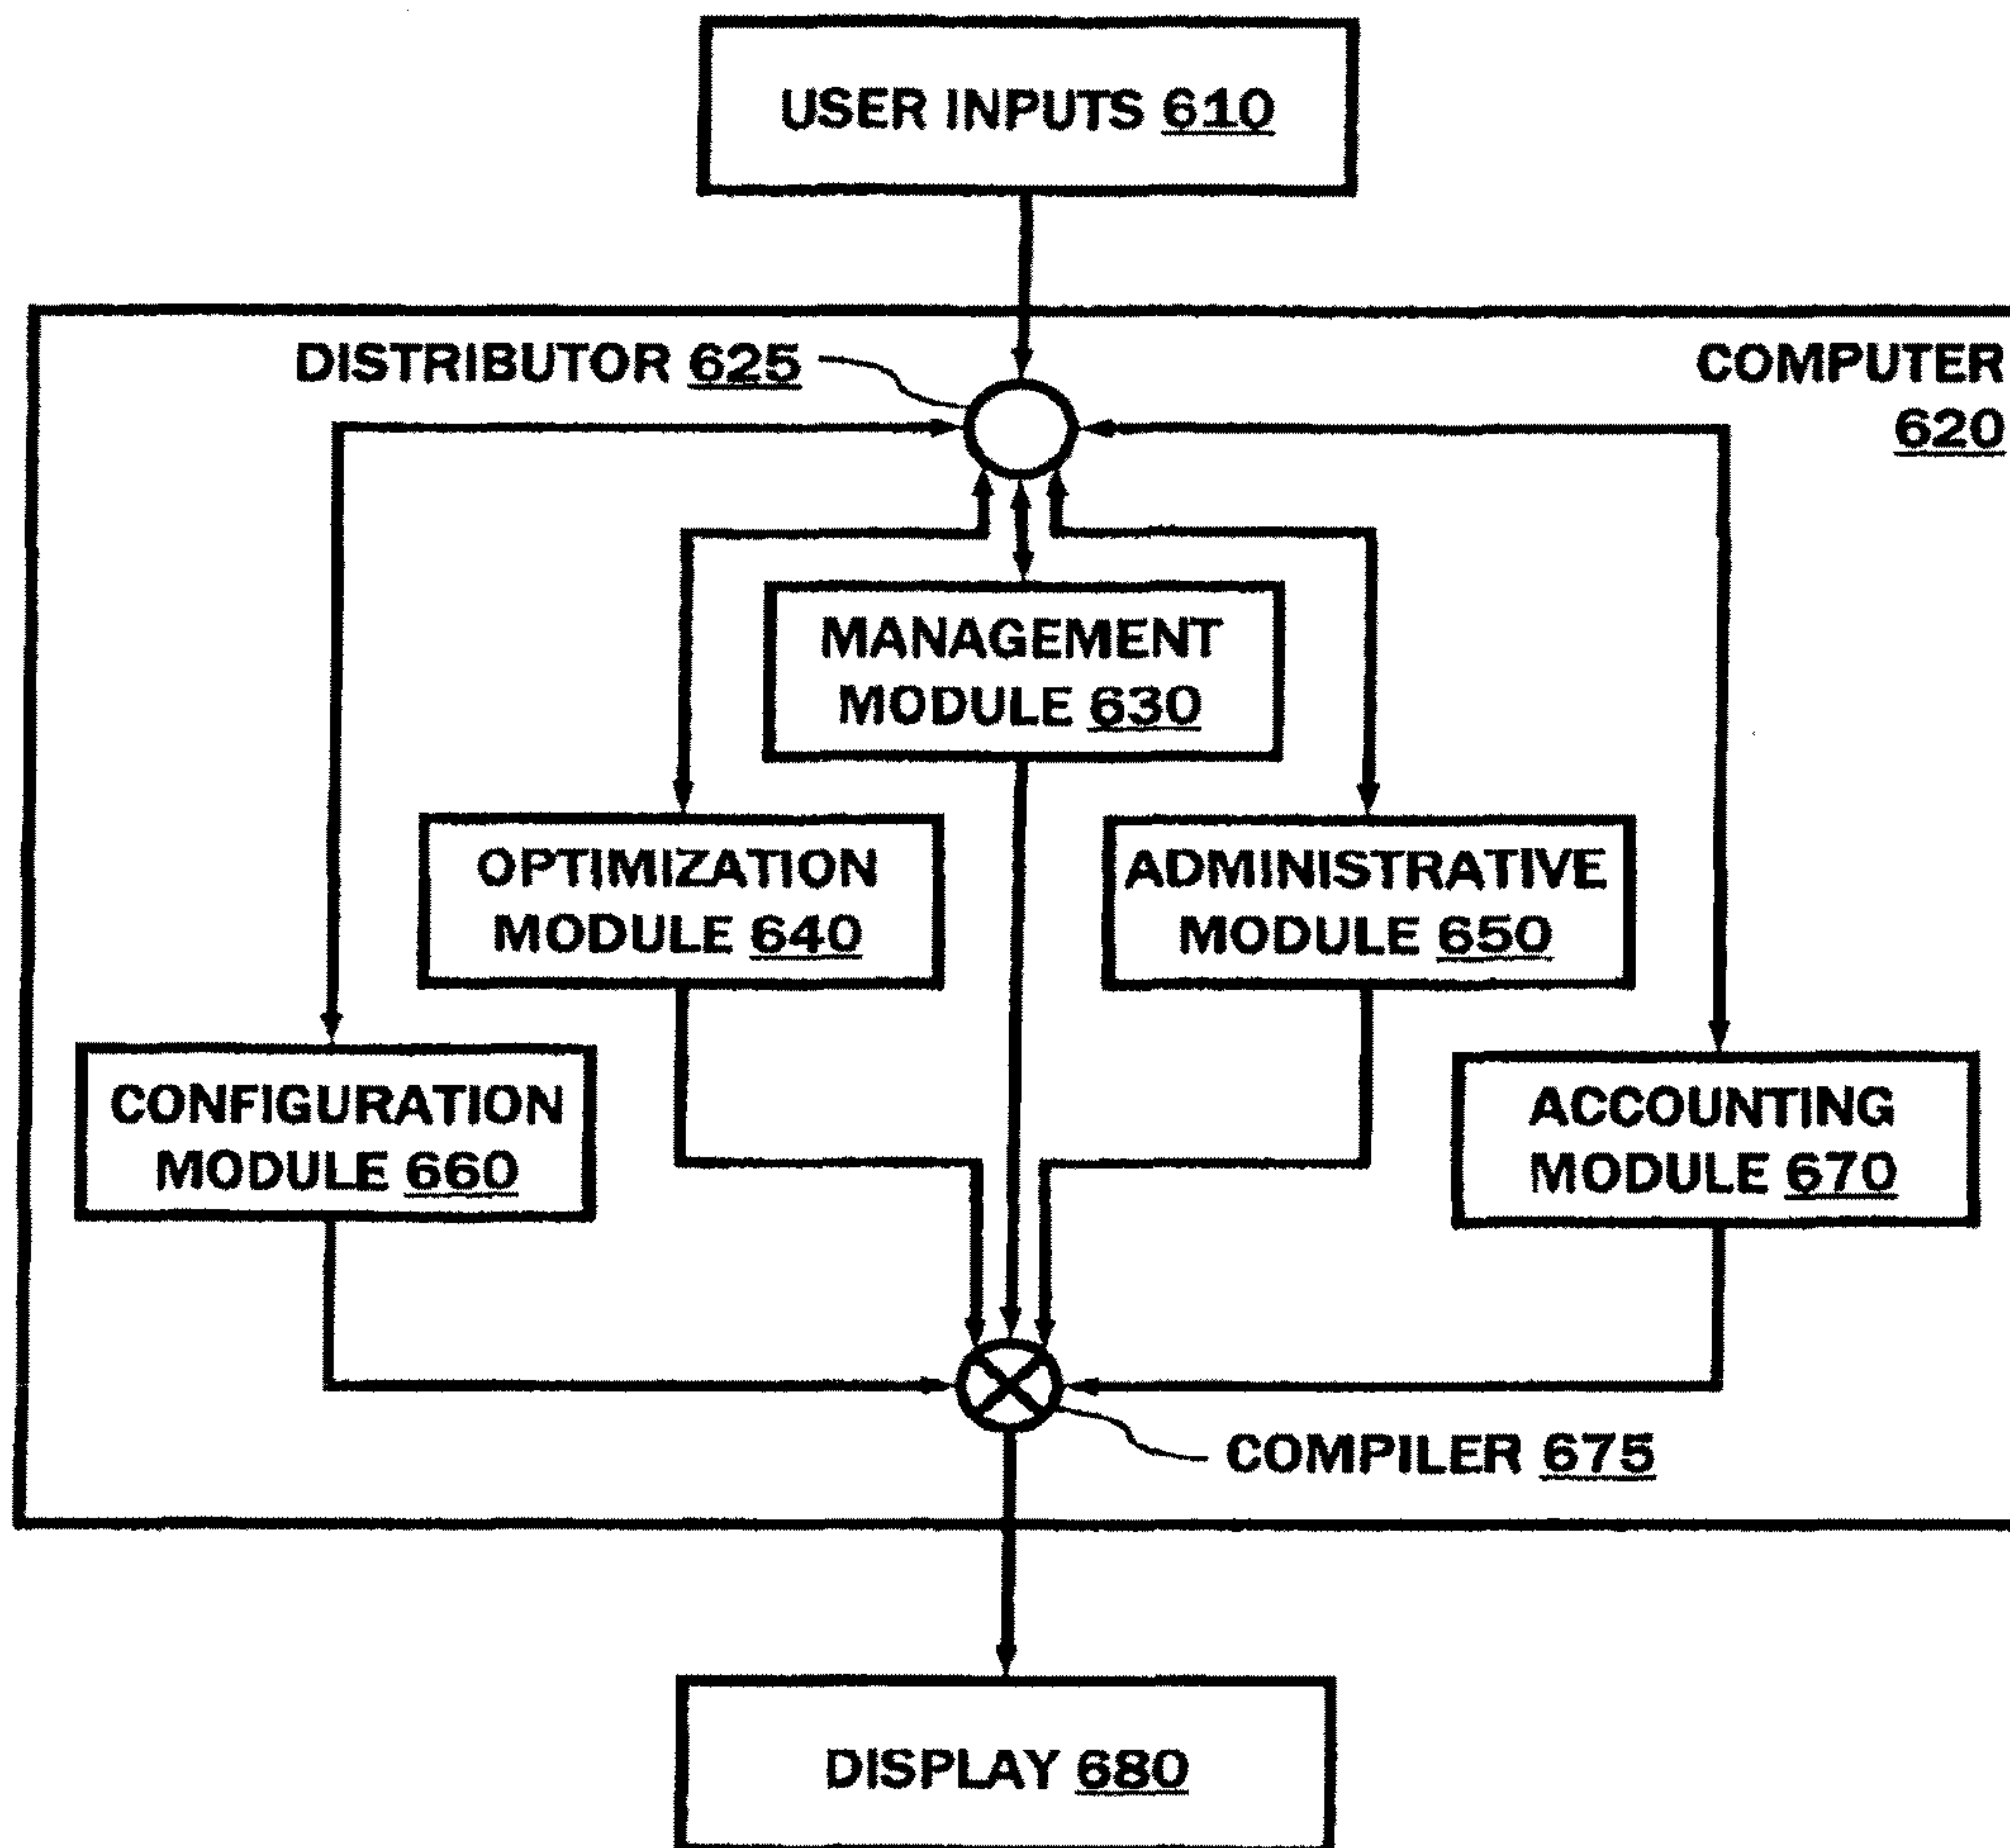 USER INPUTS 610
DISTRIBUTOR 625
COMPUTER
620
MANAGEMENT
MODULE 630
OPTIMIZATION
MODULE 640
ADMINISTRATIVE
MODULE 650
CONFIGURATION
MODULE 660
ACCOUNTING
MODULE 670
COMPILER 675
DISPLAY 680